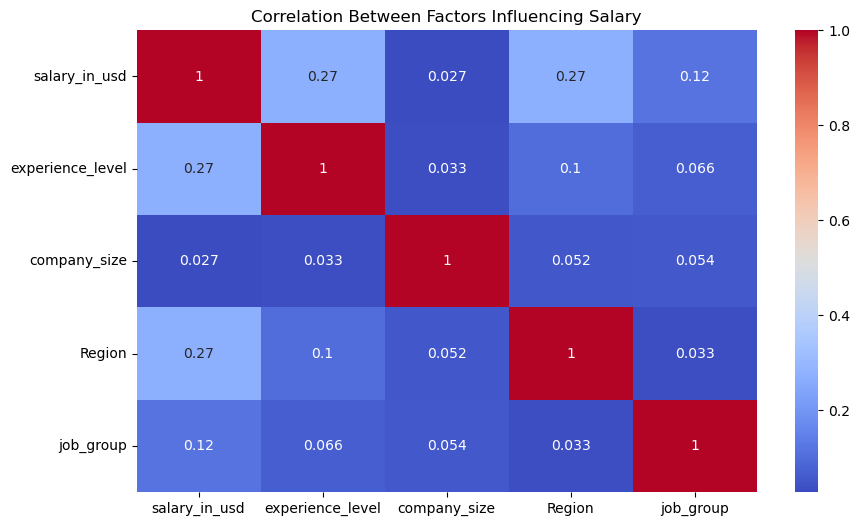 Correlation Between Factors Influencing Salary
salary_in_usd 1 0.27 0.027 0.27 0.12
experience_level 0.27 1 0.033 0.1 0.066
company_size 0.027 0.033 1 0.052 0.054
Region 0.27 0.1 0.052 1 0.033
job_group 0.12 0.066 0.054 0.033 1
salary_in_usd experience_level company_size Region job_group
1.0
0.8
0.6
0.4
0.2